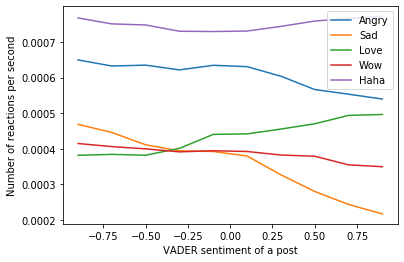 Number of reactions per second
0.0007
0.0006
0.0005
0.0004
0.0003
0.0002
Angry
Sad
Love
Wow
Haha
−0.75 −0.50 −0.25 0.00 0.25 0.50 0.75
VADER sentiment of a post